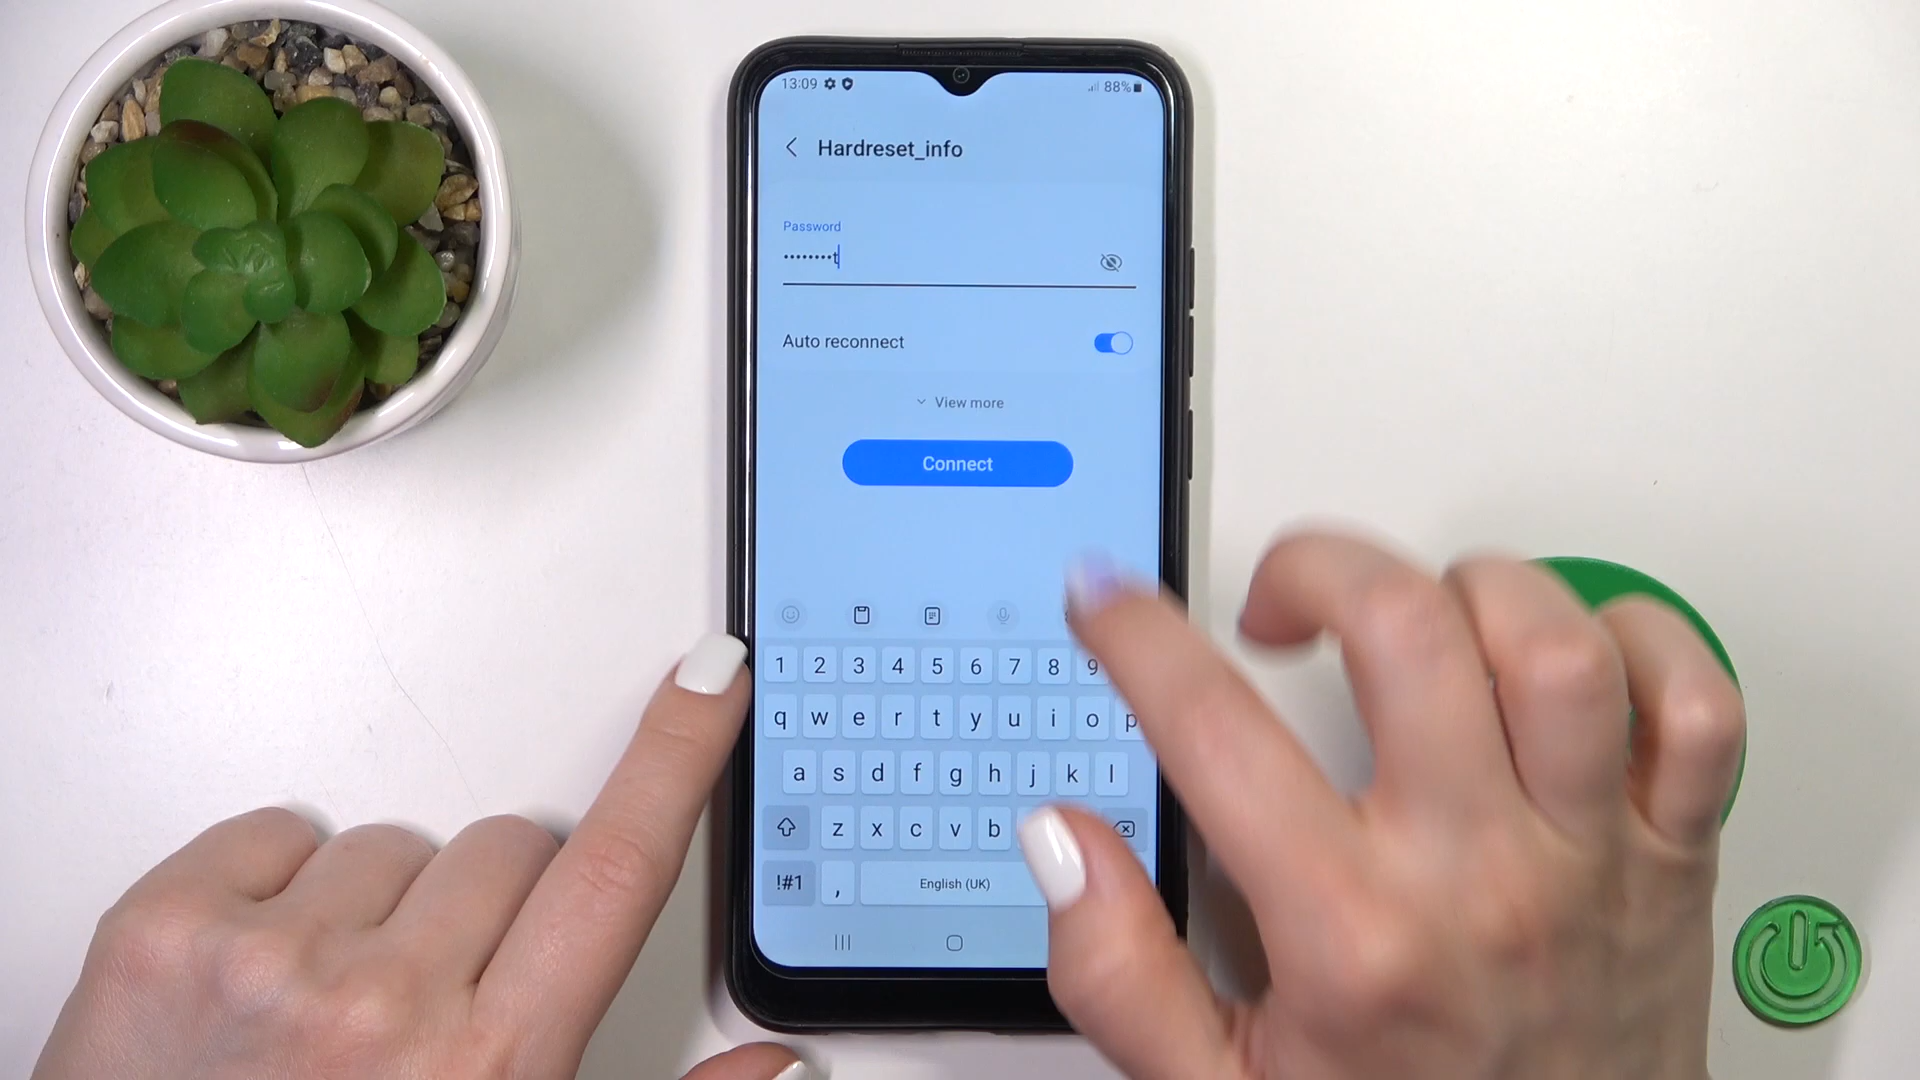 13:09 88%
Hardreset_info
Password
••••••••t
Auto reconnect
View more
Connect
1 2 3 4 5 6 7 8 9
q w e r t y u i o p
a s d f g h j k l
z x c v b
!#1 , English (UK)